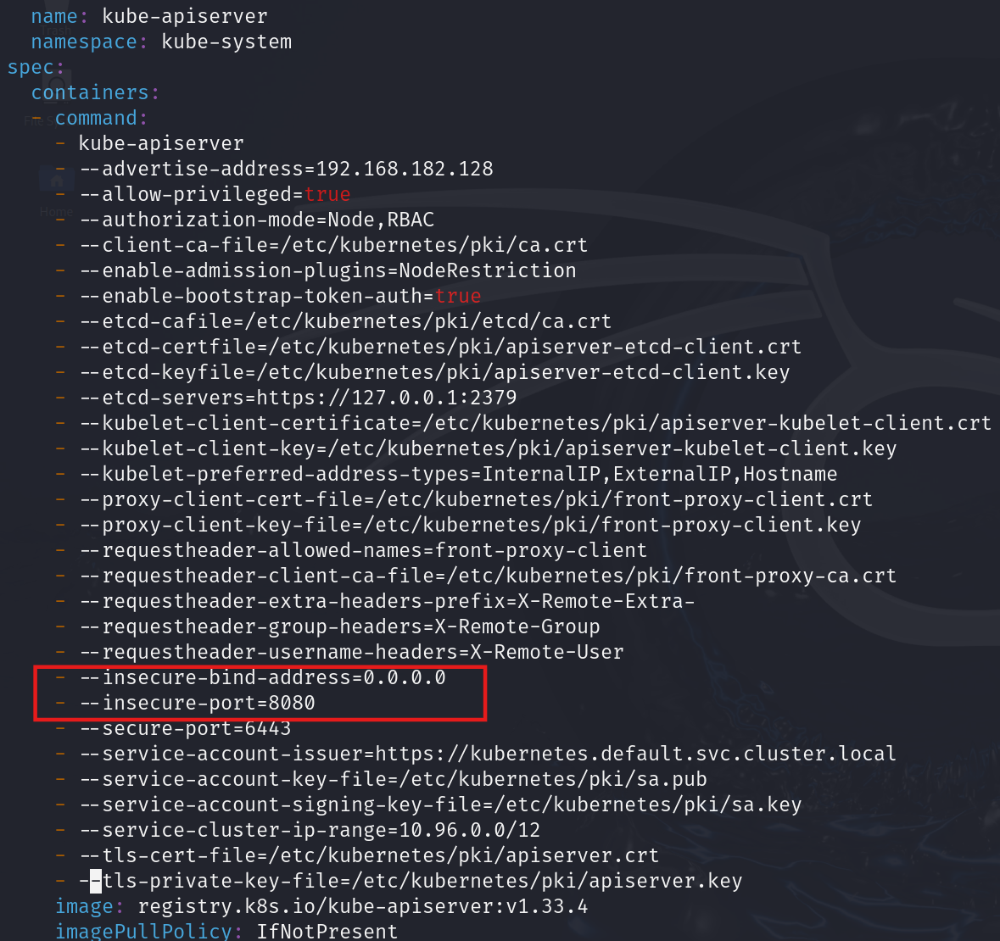 name: kube-apiserver
Trash
namespace: kube-system
spec:
containers:
- command:
- kube-apiserver
- --advertise-address=192.168.182.128
- --allow-privileged=true
Home
- --authorization-mode=Node,RBAC
- --client-ca-file=/etc/kubernetes/pki/ca.crt
- --enable-admission-plugins=NodeRestriction
- --enable-bootstrap-token-auth=true
- --etcd-cafile=/etc/kubernetes/pki/etcd/ca.crt
- --etcd-certfile=/etc/kubernetes/pki/apiserver-etcd-client.crt
- --etcd-keyfile=/etc/kubernetes/pki/apiserver-etcd-client.key
- --etcd-servers=https://127.0.0.1:2379
- --kubelet-client-certificate=/etc/kubernetes/pki/apiserver-kubelet-client.crt
- --kubelet-client-key=/etc/kubernetes/pki/apiserver-kubelet-client.key
- --kubelet-preferred-address-types=InternalIP,ExternalIP,Hostname
- --proxy-client-cert-file=/etc/kubernetes/pki/front-proxy-client.crt
- --proxy-client-key-file=/etc/kubernetes/pki/front-proxy-client.key
- --requestheader-allowed-names=front-proxy-client
- --requestheader-client-ca-file=/etc/kubernetes/pki/front-proxy-ca.crt
- --requestheader-extra-headers-prefix=X-Remote-Extra-
- --requestheader-group-headers=X-Remote-Group
- --requestheader-username-headers=X-Remote-User
- --insecure-bind-address=0.0.0.0
- --insecure-port=8080
- --secure-port=6443
- --service-account-issuer=https://kubernetes.default.svc.cluster.local
- --service-account-key-file=/etc/kubernetes/pki/sa.pub
- --service-account-signing-key-file=/etc/kubernetes/pki/sa.key
- --service-cluster-ip-range=10.96.0.0/12
- --tls-cert-file=/etc/kubernetes/pki/apiserver.crt
- --tls-private-key-file=/etc/kubernetes/pki/apiserver.key
image: registry.k8s.io/kube-apiserver:v1.33.4
imagePullPolicy: IfNotPresent